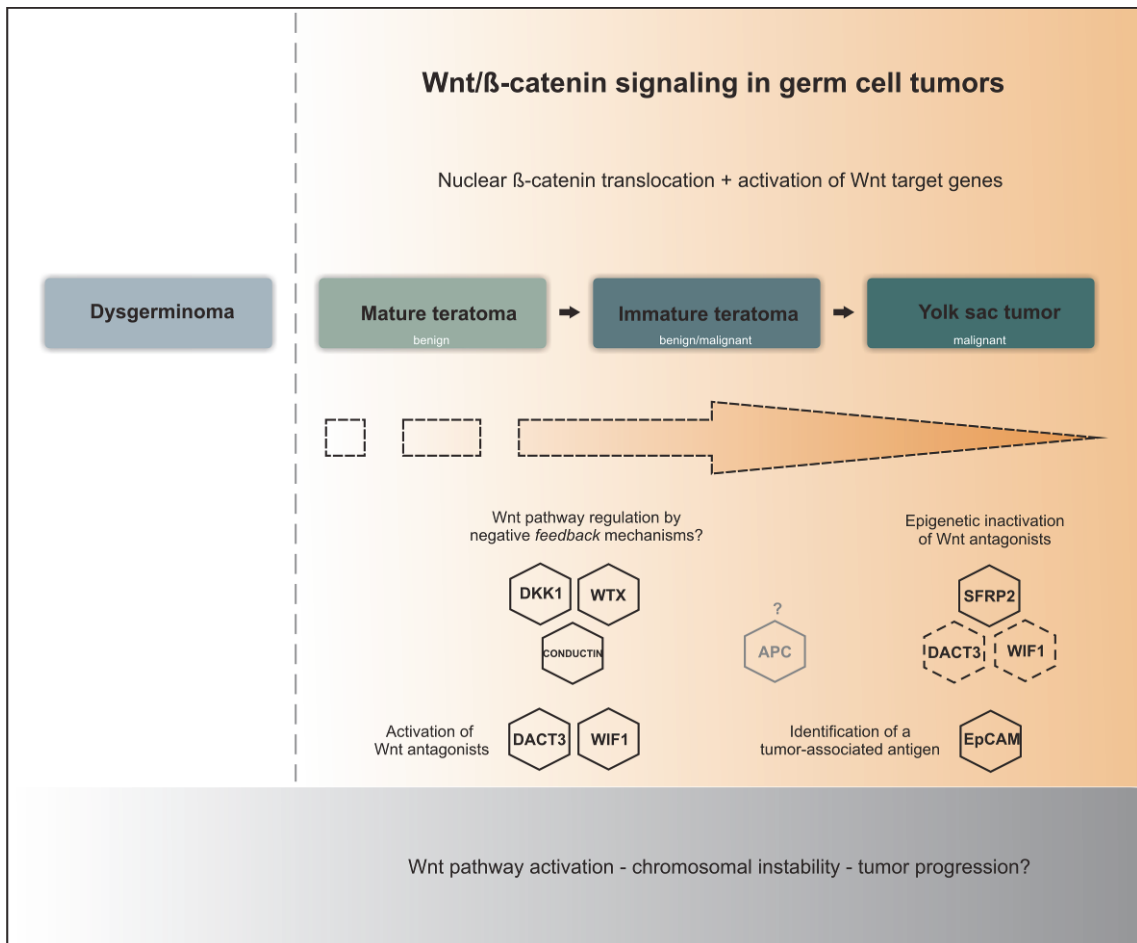 Wnt/ß-catenin signaling in germ cell tumors
Nuclear ß-catenin translocation + activation of Wnt target genes
Dysgerminoma
Mature teratoma
benign
Immature teratoma
benign/malignant
Yolk sac tumor
malignant
Wnt pathway regulation by
negative feedback mechanisms?
DKK1
WTX
CONDUCTIN
?
APC
Epigenetic inactivation
of Wnt antagonists
SFRP2
DACT3
WIF1
Activation of
Wnt antagonists
DACT3
WIF1
Identification of a
tumor-associated antigen
EpCAM
Wnt pathway activation - chromosomal instability - tumor progression?